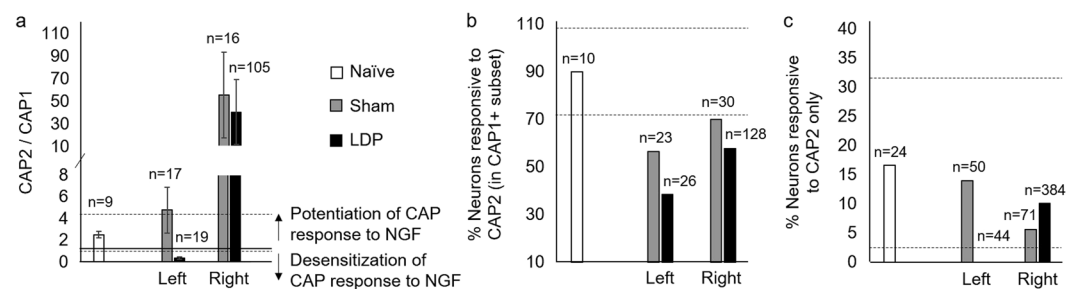 a
CAP2 / CAP1
110
90
70
50
30
10
8
6
4
2
0
n=9
n=17
n=19
n=16
n=105
Left
Right
Naïve
Sham
LDP
Potentiation of CAP
response to NGF
Desensitization of
CAP response to NGF
b
% Neurons responsive to
CAP2 (in CAP1+ subset)
110
90
70
50
30
10
n=10
n=23
n=26
n=30
n=128
Left
Right
c
% Neurons responsive
to CAP2 only
40
35
30
25
20
15
10
5
0
n=24
n=50
n=44
n=71
n=384
Left
Right